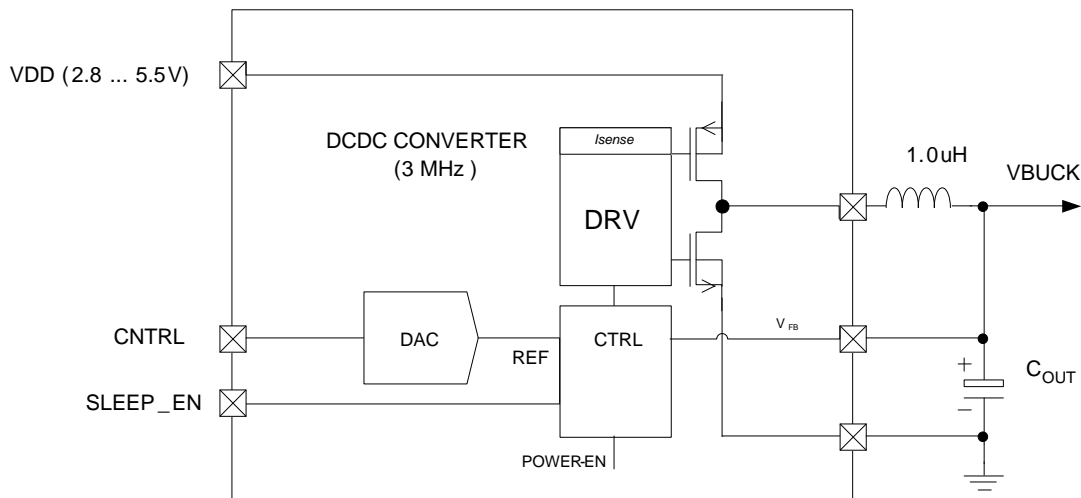 VDD (2.8 ... 5.5V)
DCDC CONVERTER
(3 MHz )
Isense
1.0uH
VBUCK
DRV
CNTRL
DAC
REF
CTRL
V FB
+
−
COUT
SLEEP_EN
POWER-EN